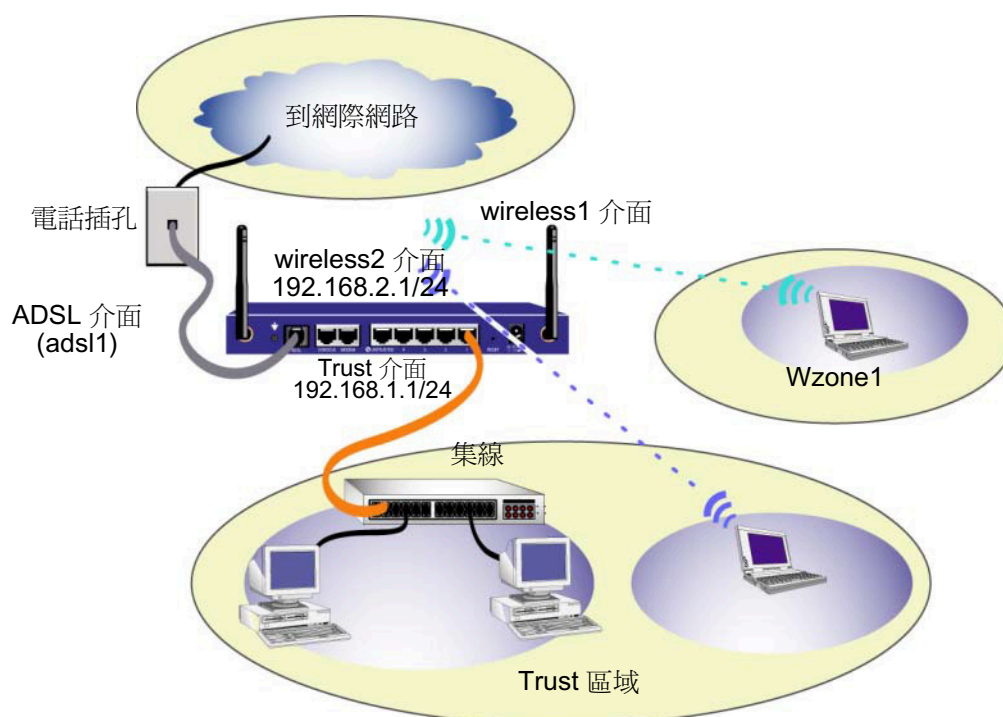 到網際網路
電話插孔
wireless1 介面
wireless2 介面
192.168.2.1/24
ADSL 介面
(adsl1)
Trust 介面
192.168.1.1/24
Wzone1
集線
Trust 區域